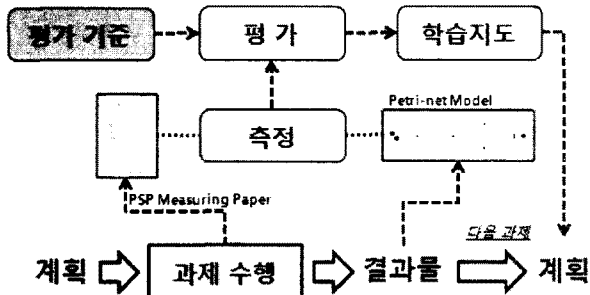 평가 기준
평 가
학습지도
Petri-net Model
측정
PSP Measuring Paper
다음 과제
계획
과제 수행
결과물
계획